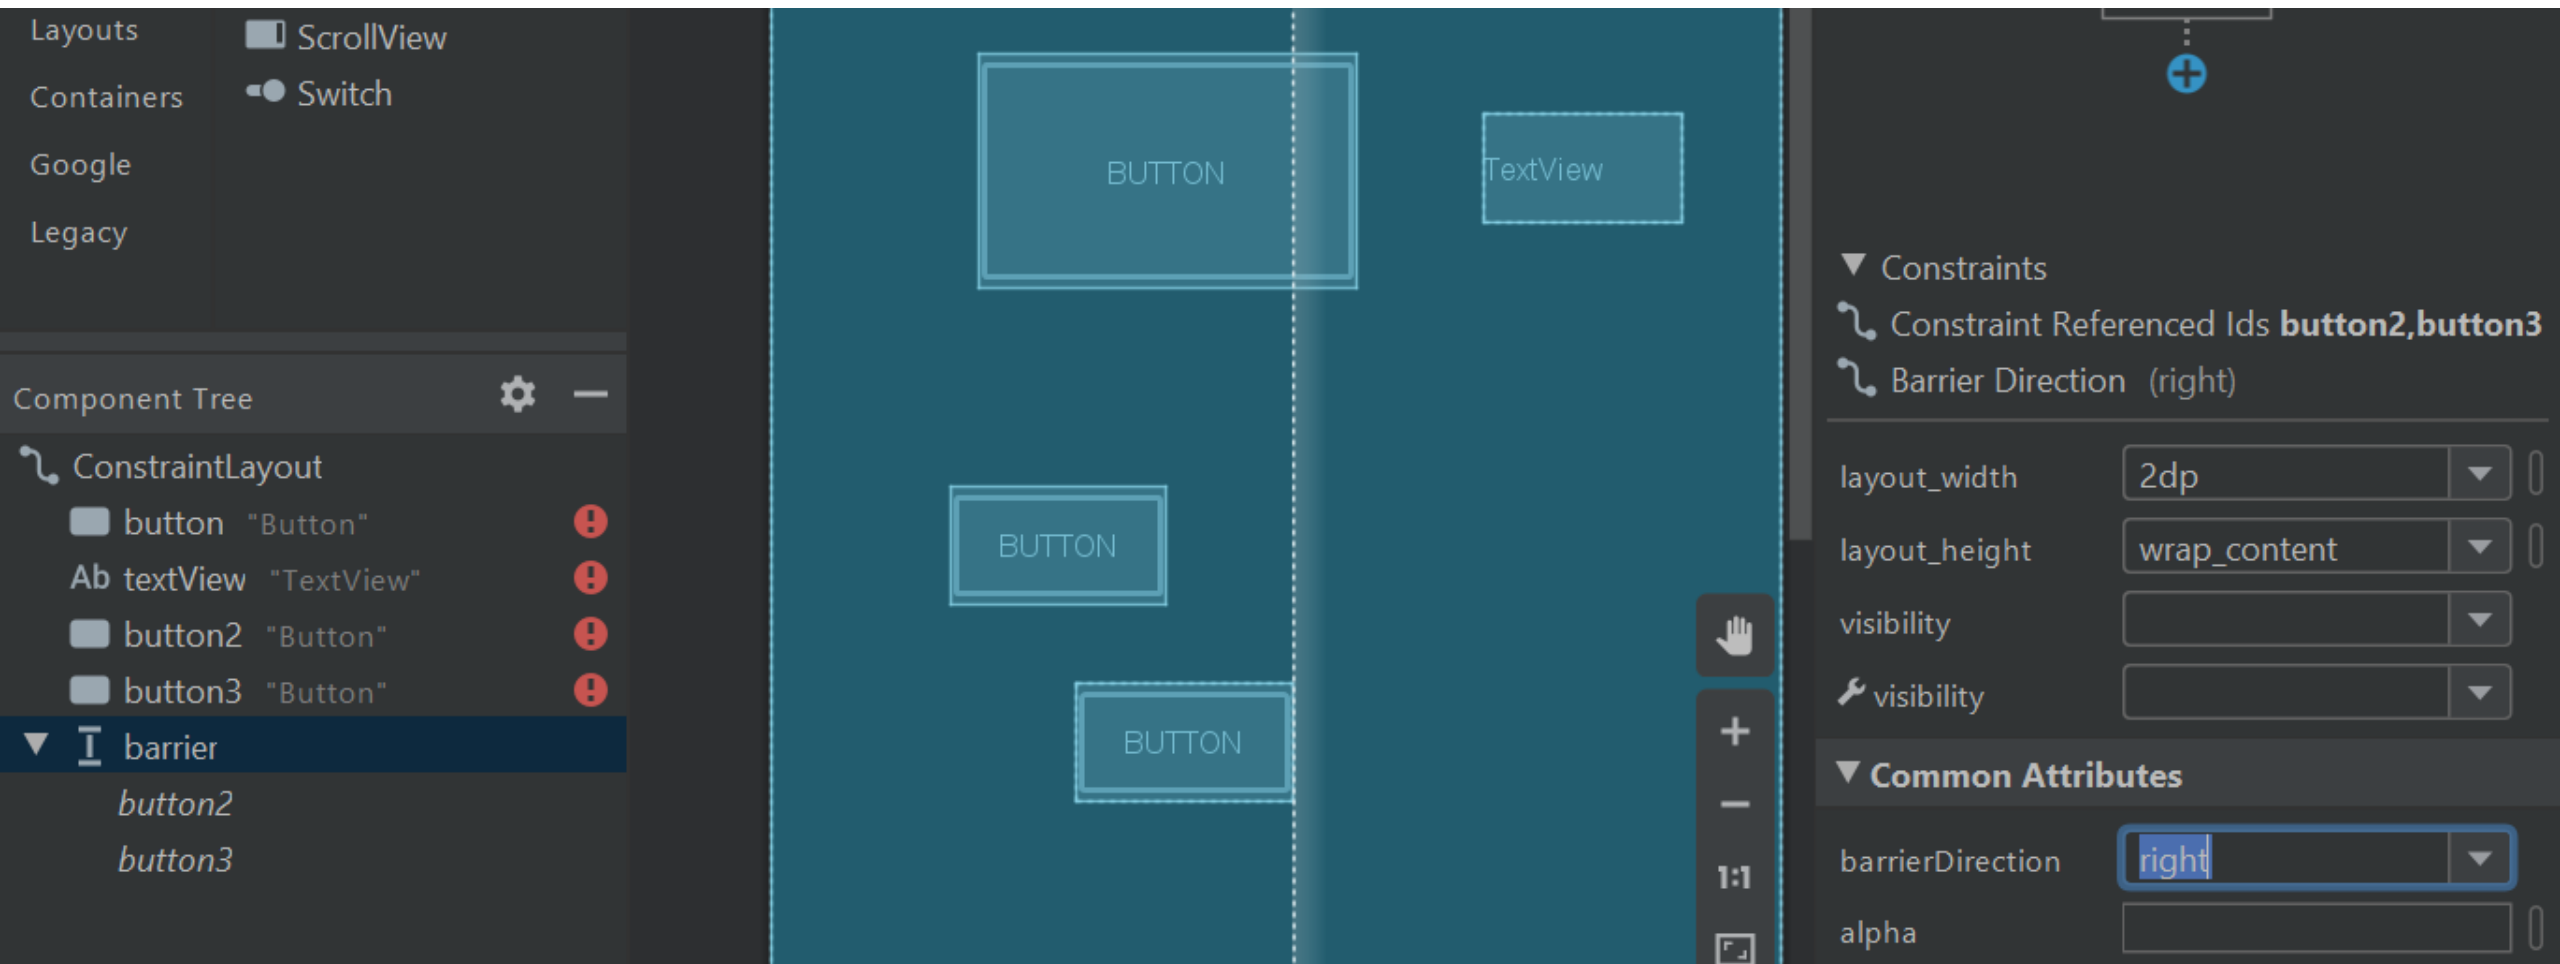 Layouts
Containers
Google
Legacy
ScrollView
Switch
Component Tree
ConstraintLayout
button "Button"
Ab textView "TextView"
button2 "Button"
button3 "Button"
barrier
button2
button3
BUTTON
TextView
BUTTON
BUTTON
1:1
Constraints
Constraint Referenced Ids button2,button3
Barrier Direction (right)
layout_width 2dp
layout_height wrap_content
visibility
visibility
Common Attributes
barrierDirection right
alpha